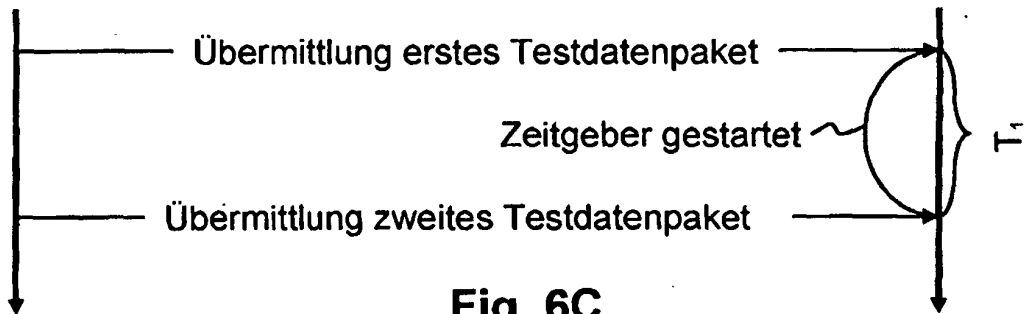 Übermittlung erstes Testdatenpaket
Zeitgeber gestartet
T₁
Übermittlung zweites Testdatenpaket
Fig. 6C